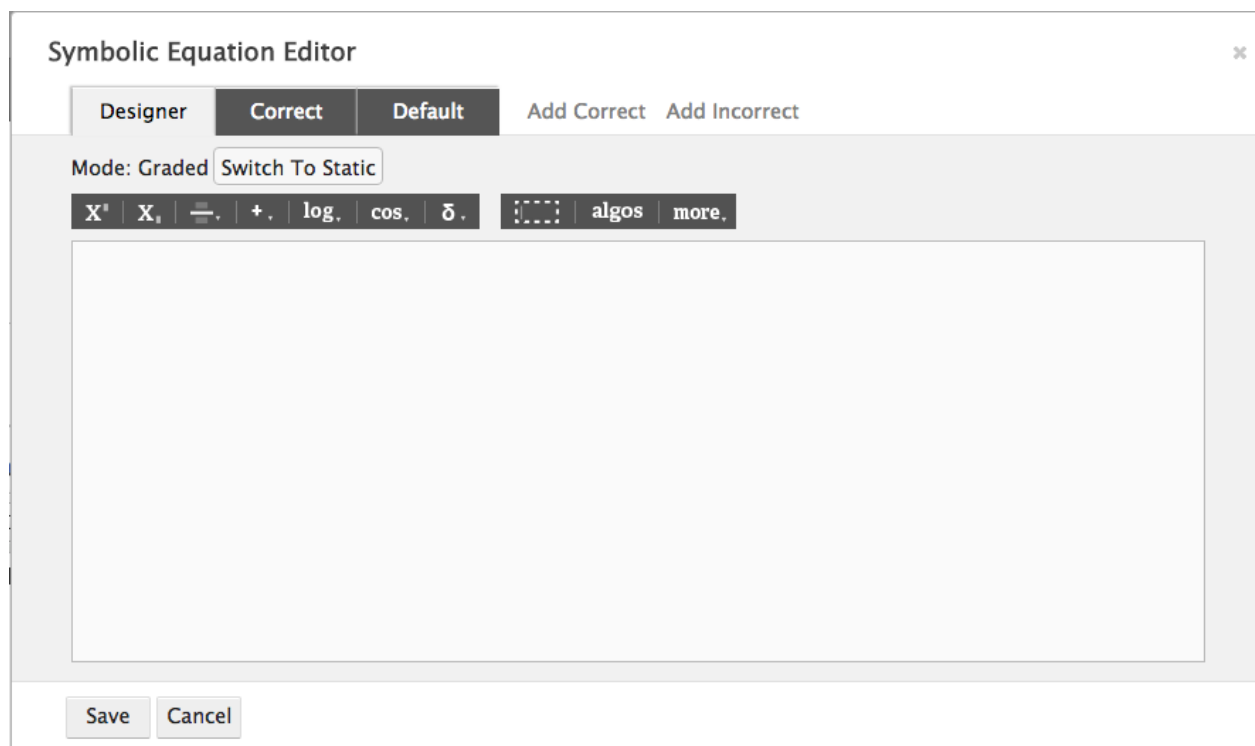 Symbolic Equation Editor ×
Designer Correct Default Add Correct Add Incorrect
Mode: Graded Switch To Static
X X + log cos δ algos more
Save Cancel